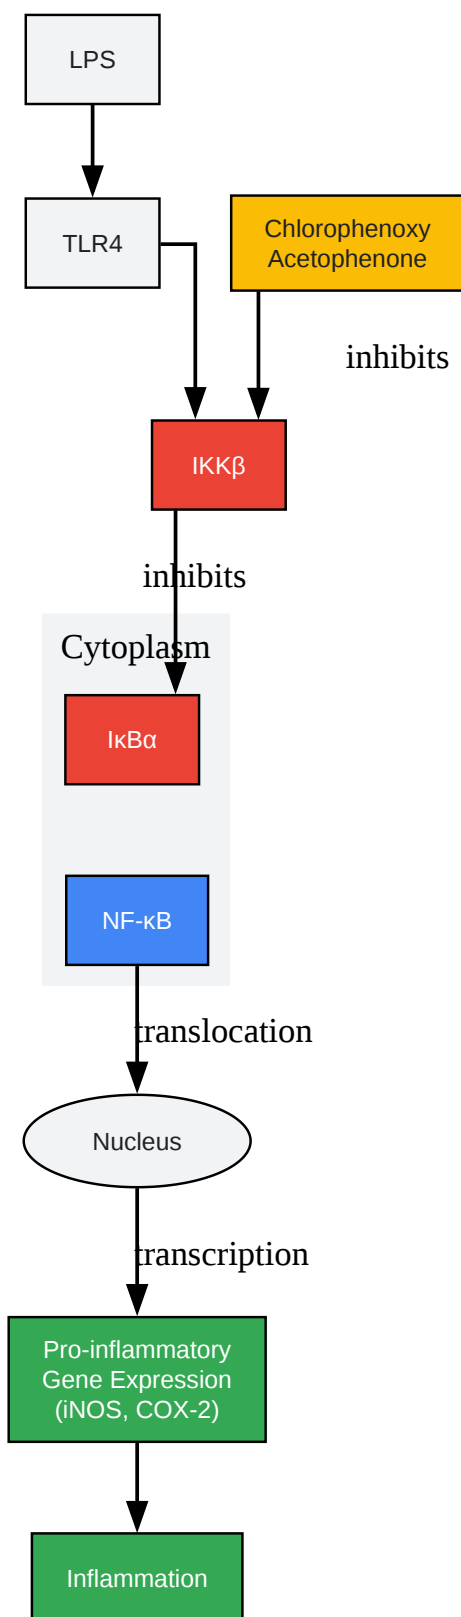 LPS
TLR4
Chlorophenoxy
Acetophenone
inhibits
IKKβ
inhibits
Cytoplasm
IκBα
NF-κB
translocation
Nucleus
transcription
Pro-inflammatory
Gene Expression
(iNOS, COX-2)
Inflammation